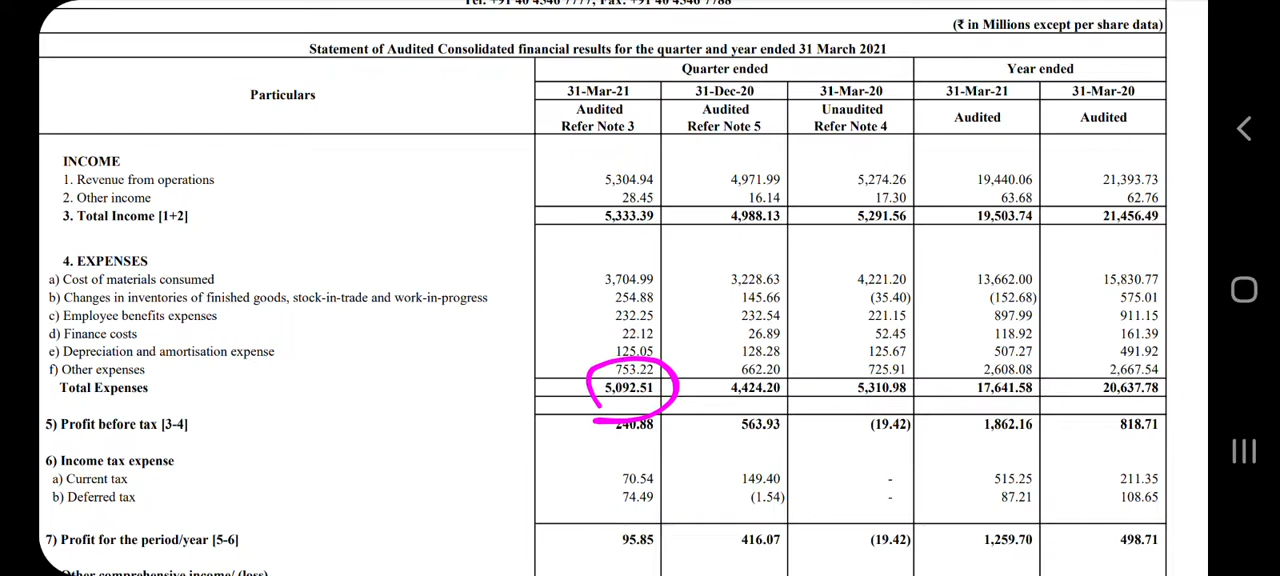 (₹ in Millions except per share data)
Statement of Audited Consolidated financial results for the quarter and year ended 31 March 2021
Particulars Quarter ended Year ended
31-Mar-21 31-Dec-20 31-Mar-20 31-Mar-21 31-Mar-20
Audited Audited Unaudited Audited Audited
Refer Note 3 Refer Note 5 Refer Note 4
INCOME
1. Revenue from operations 5,304.94 4,971.99 5,274.26 19,440.06 21,393.73
2. Other income 28.45 16.14 17.30 63.68 62.76
3. Total Income [1+2] 5,333.39 4,988.13 5,291.56 19,503.74 21,456.49
4. EXPENSES
a) Cost of materials consumed 3,704.99 3,228.63 4,221.20 13,662.00 15,830.77
b) Changes in inventories of finished goods, stock-in-trade and work-in-progress 254.88 145.66 (35.40) (152.68) 575.01
c) Employee benefits expenses 232.25 232.54 221.15 897.99 911.15
d) Finance costs 22.12 26.89 52.45 118.92 161.39
e) Depreciation and amortisation expense 125.05 128.28 125.67 507.27 491.92
f) Other expenses 753.22 662.20 725.91 2,608.08 2,667.54
Total Expenses 5,092.51 4,424.20 5,310.98 17,641.58 20,637.78
5) Profit before tax [3-4] 240.88 563.93 (19.42) 1,862.16 818.71
6) Income tax expense
a) Current tax 70.54 149.40 - 515.25 211.35
b) Deferred tax 74.49 (1.54) - 87.21 108.65
7) Profit for the period/year [5-6] 95.85 416.07 (19.42) 1,259.70 498.71